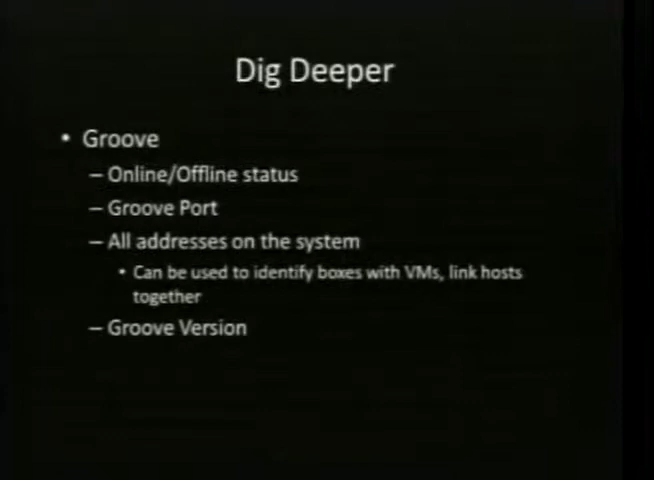 Dig Deeper
• Groove
– Online/Offline status
– Groove Port
– All addresses on the system
• Can be used to identify boxes with VMs, link hosts
together
– Groove Version